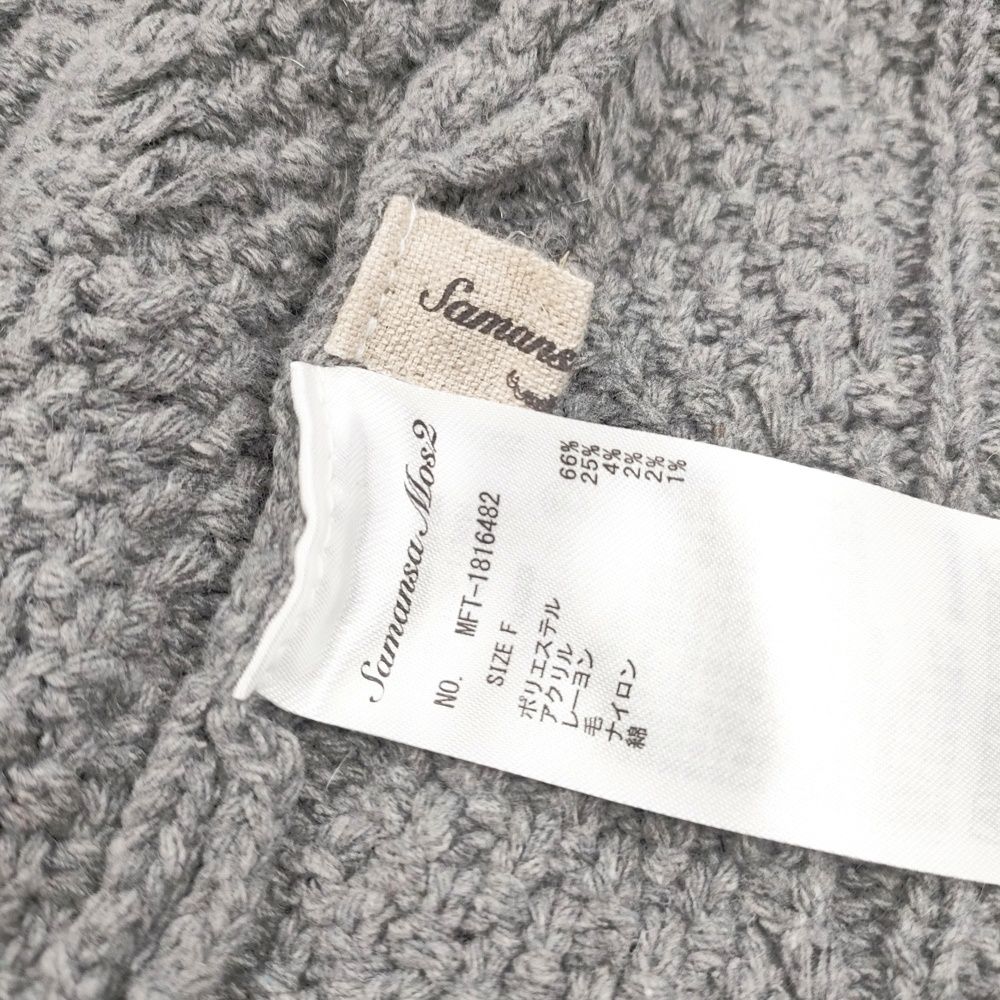 Samansa
Samansa Mos2
NO. MFT-1816482
SIZE F
ポリエステル 66%
アクリル 25%
レーヨン 4%
毛 2%
ナイロン 2%
綿 1%